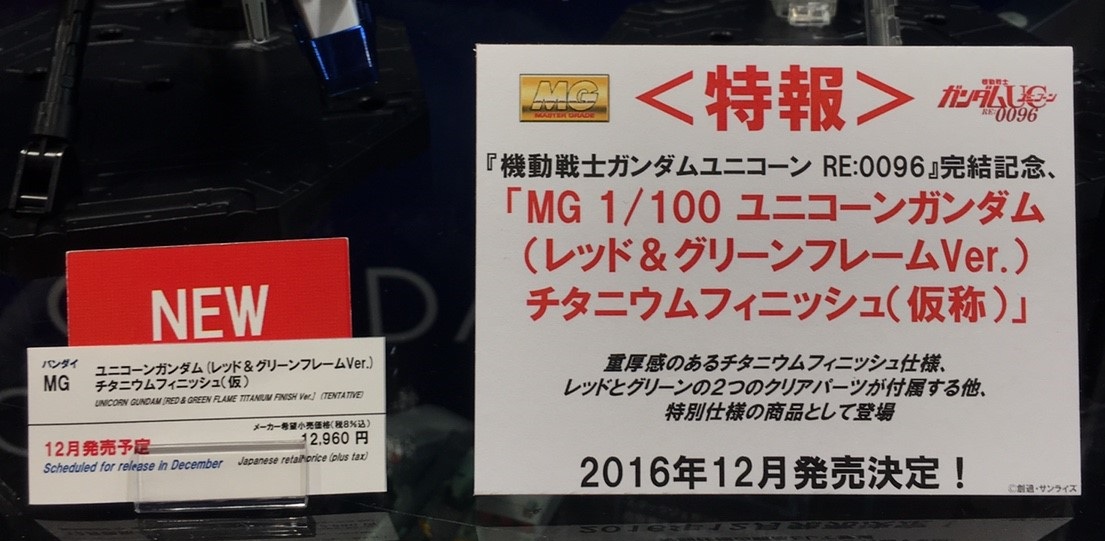 NEW
バンダイ
MG
ユニコーンガンダム(レッド&グリーンフレームVer.)
チタニウムフィニッシュ(仮)
UNICORN GUNDAM [RED & GREEN FLAME TITANIUM FINISH Ver.] (TENTATIVE)
メーカー希望小売価格(税8%込)
12月発売予定
12,960 円
Scheduled for release in December
Japanese retail price (plus tax)
MG
MASTER GRADE
<特報>
機動戦士
ガンダムUC ユニコーン
RE:0096
『機動戦士ガンダムユニコーン RE:0096』完結記念、
「MG 1/100 ユニコーンガンダム
(レッド&グリーンフレームVer.)
チタニウムフィニッシュ(仮称)」
重厚感のあるチタニウムフィニッシュ仕様、
レッドとグリーンの2つのクリアパーツが付属する他、
特別仕様の商品として登場
2016年12月発売決定!
©創通・サンライズ